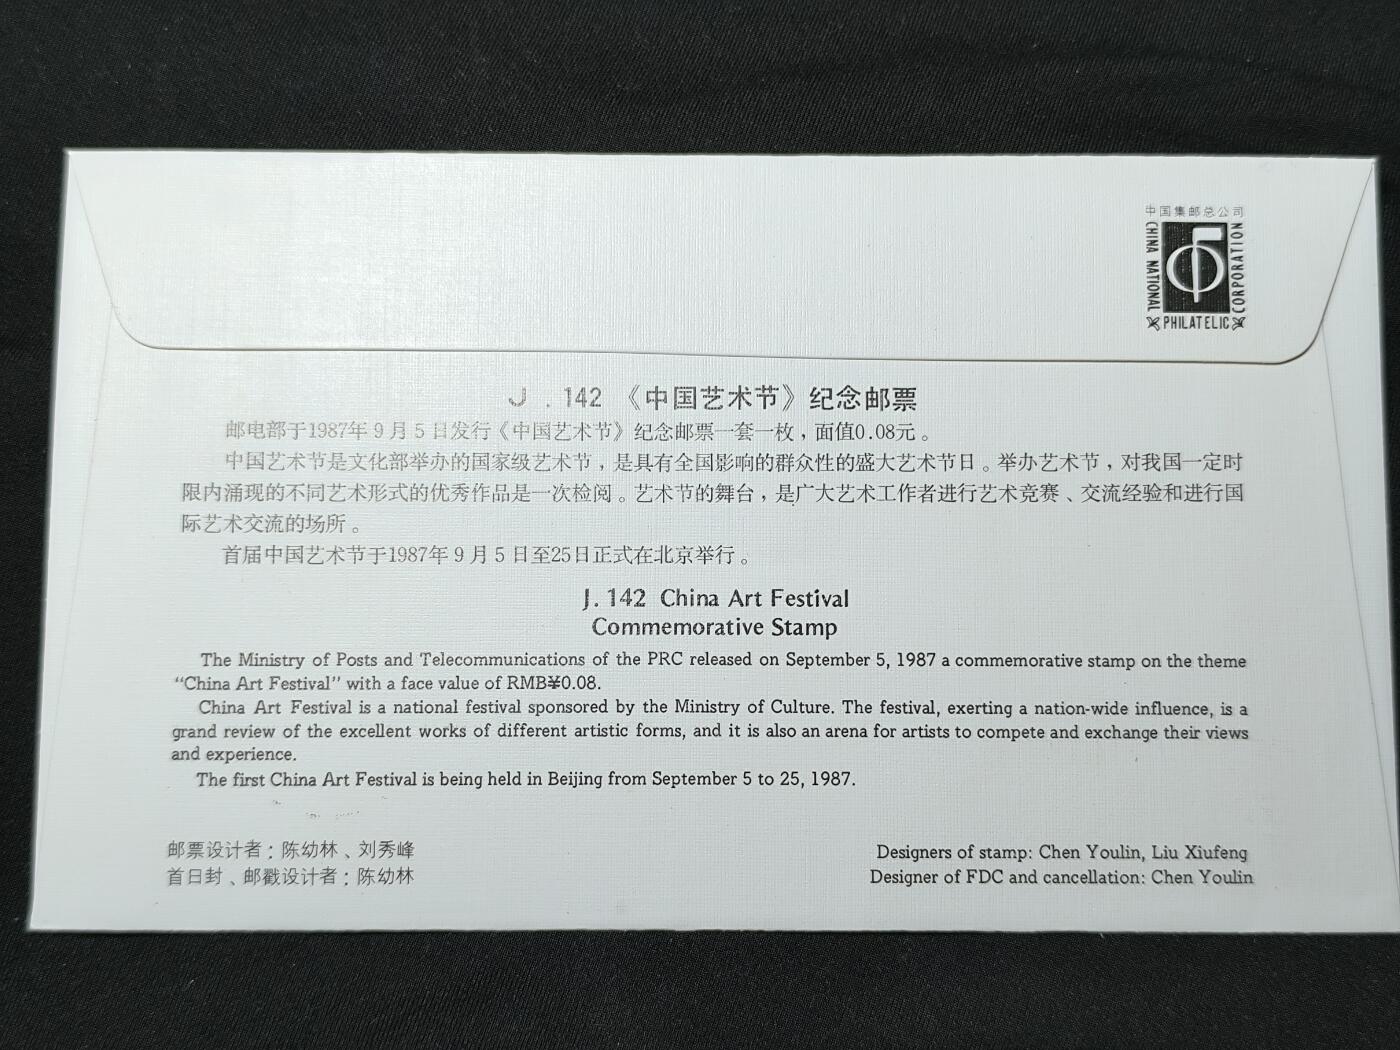 中国集邮总公司
CHINA NATIONAL
CORPORATION
PHILATELIC
J . 142 《中国艺术节》纪念邮票
邮电部于1987年9月5日发行《中国艺术节》纪念邮票一套一枚，面值0.08元。
中国艺术节是文化部举办的国家级艺术节，是具有全国影响的群众性的盛大艺术节日。举办艺术节，对我国一定时
限内涌现的不同艺术形式的优秀作品是一次检阅。艺术节的舞台，是广大艺术工作者进行艺术竞赛、交流经验和进行国
际艺术交流的场所。
首届中国艺术节于1987年9月5日至25日正式在北京举行。
J. 142 China Art Festival
Commemorative Stamp
The Ministry of Posts and Telecommunications of the PRC released on September 5, 1987 a commemorative stamp on the theme
“China Art Festival” with a face value of RMB¥0.08.
China Art Festival is a national festival sponsored by the Ministry of Culture. The festival, exerting a nation-wide influence, is a
grand review of the excellent works of different artistic forms, and it is also an arena for artists to compete and exchange their views
and experience.
The first China Art Festival is being held in Beijing from September 5 to 25, 1987.
邮票设计者：陈幼林、刘秀峰
首日封、邮戳设计者：陈幼林
Designers of stamp: Chen Youlin, Liu Xiufeng
Designer of FDC and cancellation: Chen Youlin